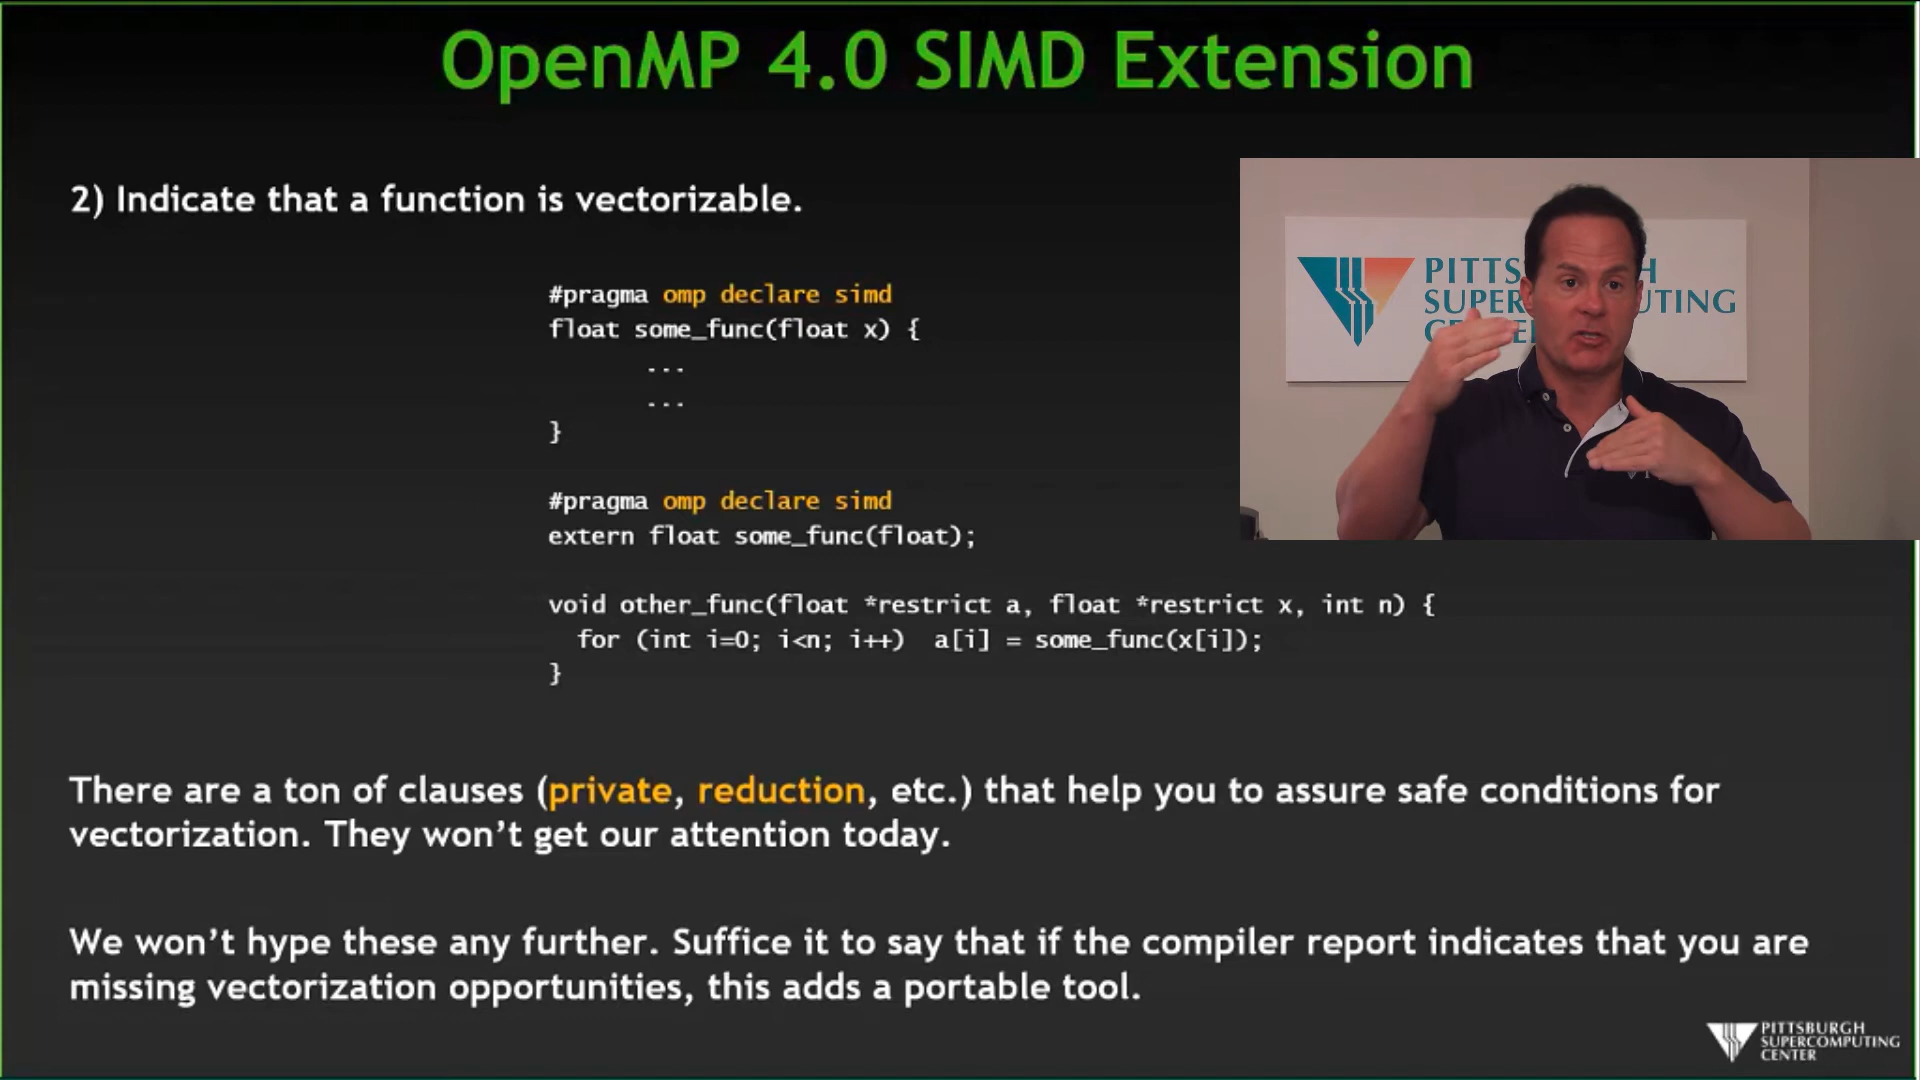 OpenMP 4.0 SIMD Extension
2) Indicate that a function is vectorizable.
#pragma omp declare simd
float some_func(float x) {
...
...
}
#pragma omp declare simd
extern float some_func(float);
void other_func(float *restrict a, float *restrict x, int n) {
for (int i=0; i<n; i++) a[i] = some_func(x[i]);
}
There are a ton of clauses (private, reduction, etc.) that help you to assure safe conditions for
vectorization. They won't get our attention today.
We won't hype these any further. Suffice it to say that if the compiler report indicates that you are
missing vectorization opportunities, this adds a portable tool.
PITTSBURGH
SUPERCOMPUTING
CENTER